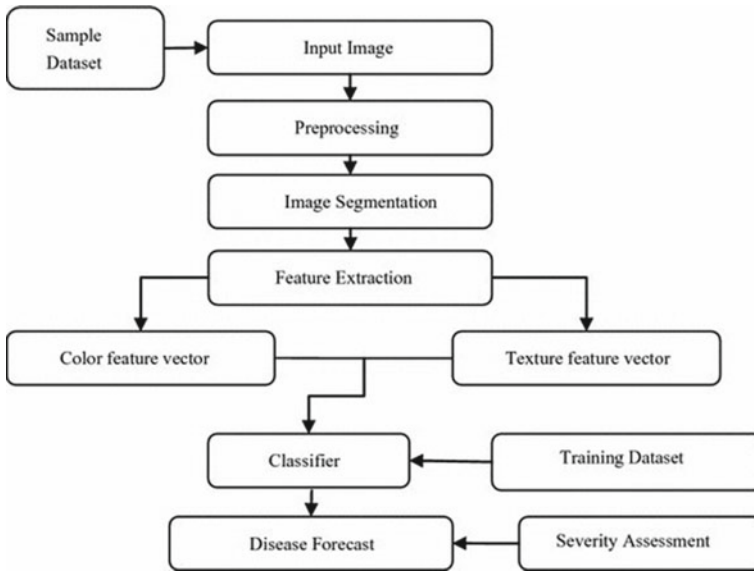 Sample
Dataset
Input Image
Preprocessing
Image Segmentation
Feature Extraction
Color feature vector
Texture feature vector
Classifier
Training Dataset
Disease Forecast
Severity Assessment